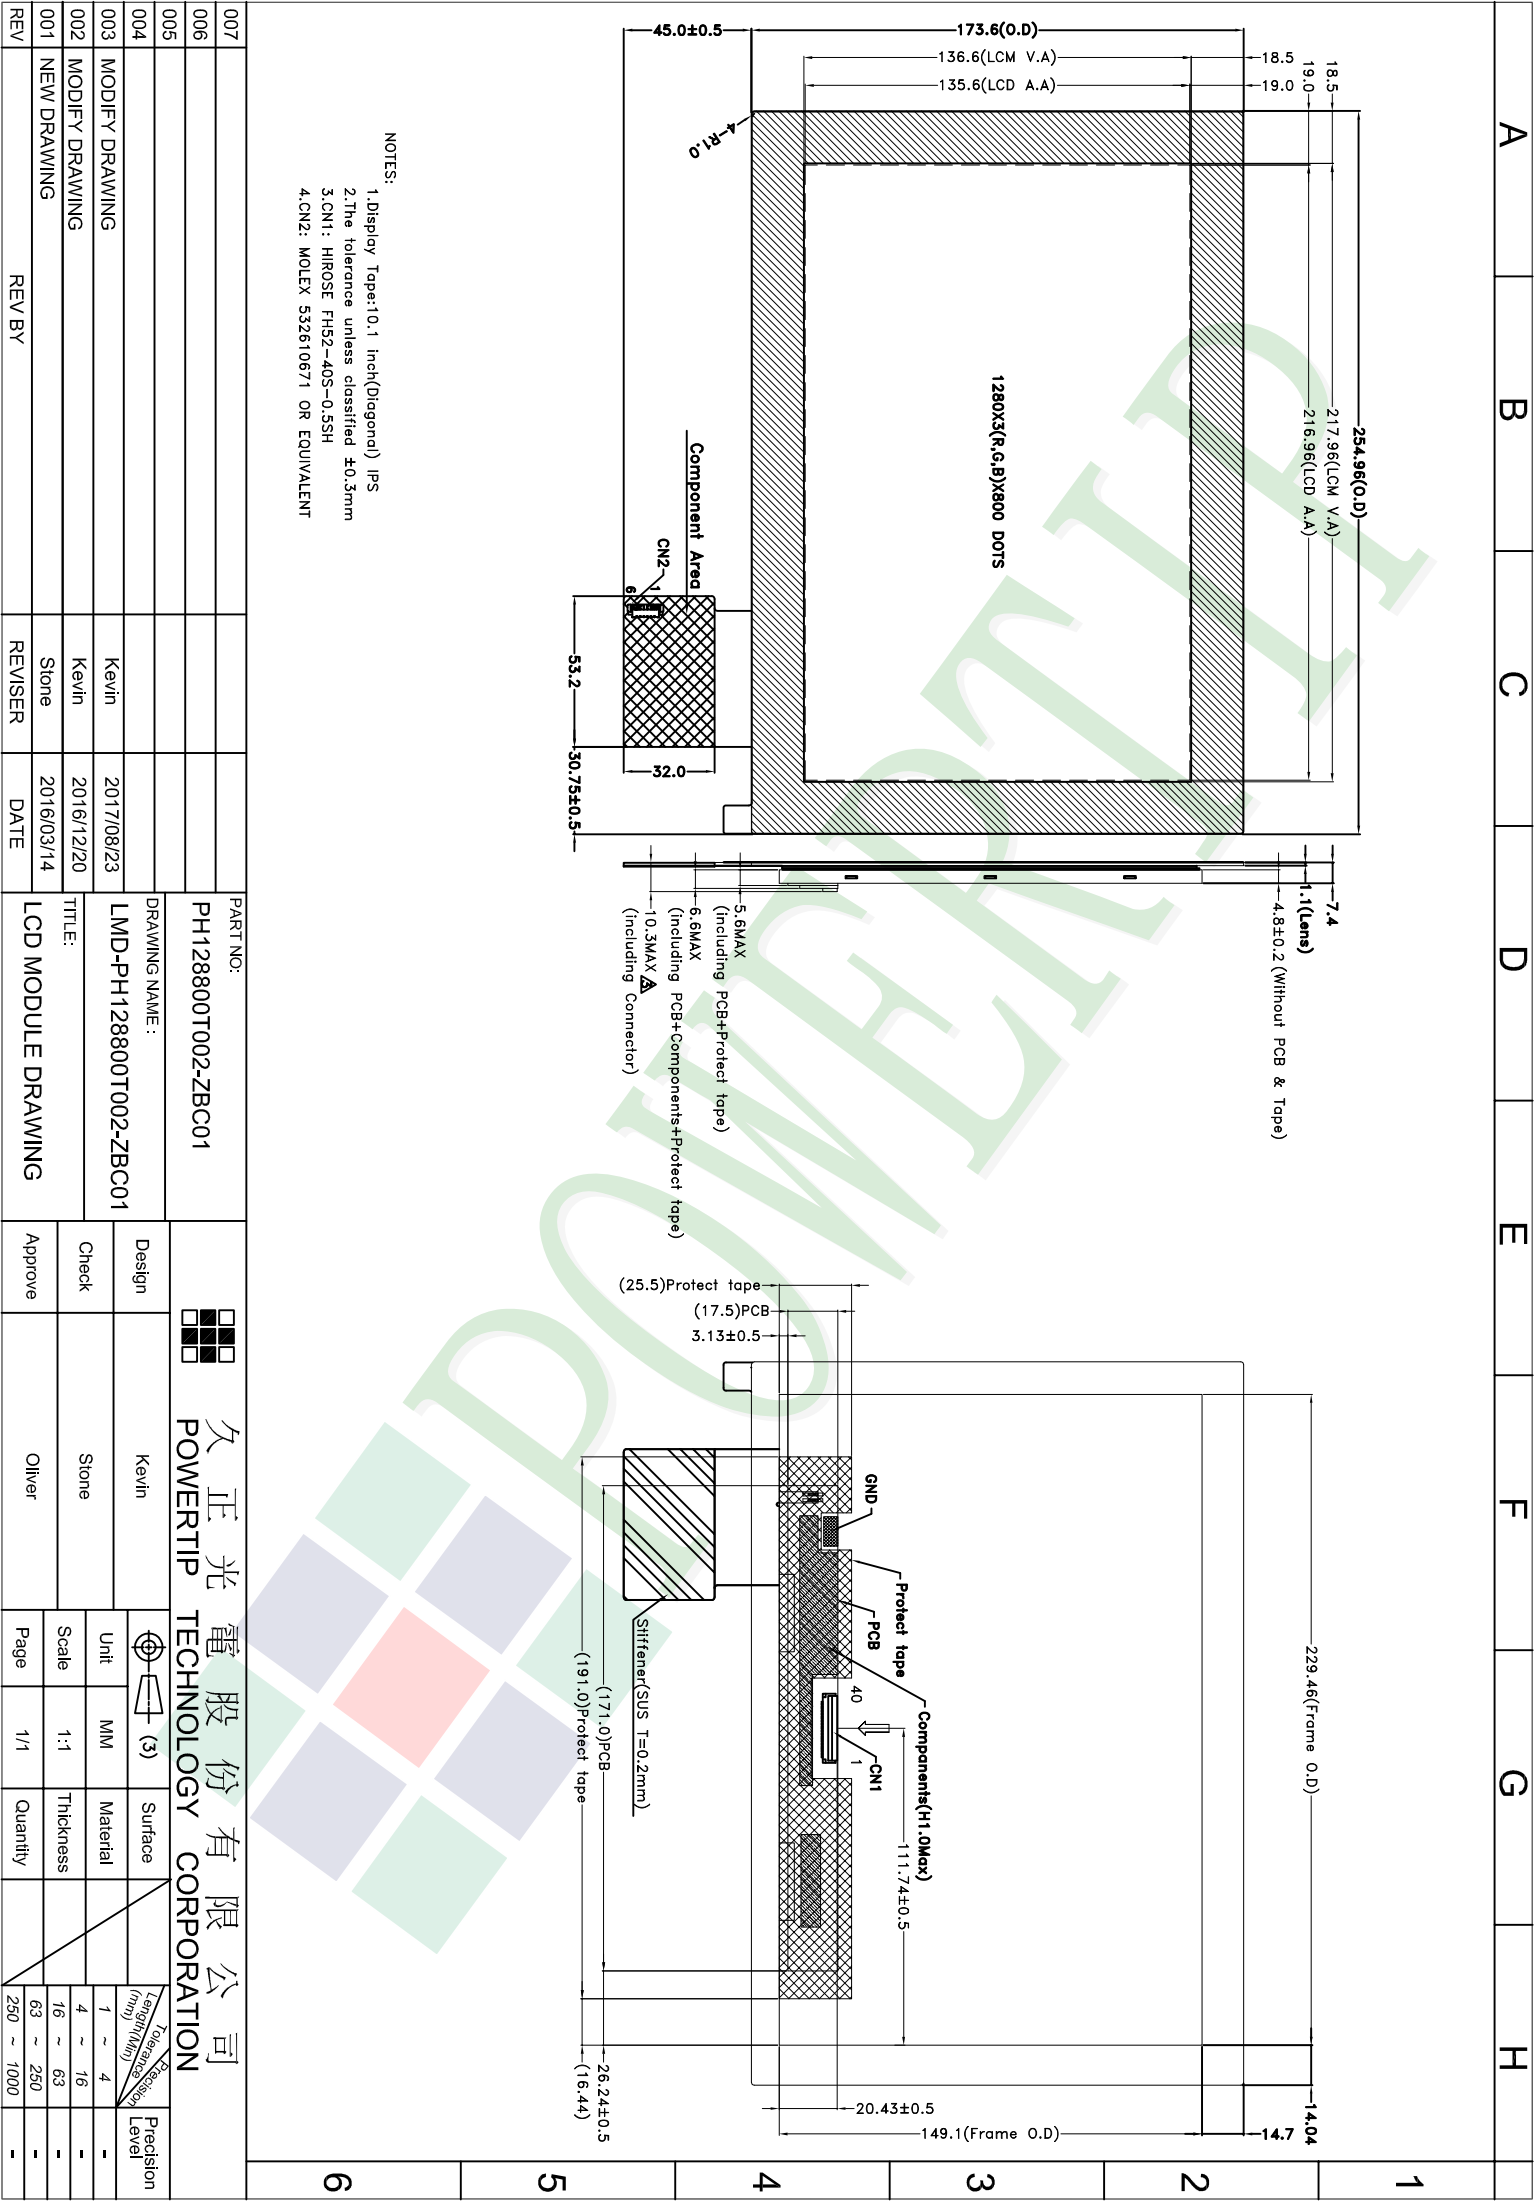 A
B
C
D
E
F
G
H
1
2
3
4
5
6
POWERTIP
254.96(O.D)
217.96(LCM V.A)
216.96(LCD A.A)
18.5
19.0
18.5
19.0
173.6(O.D)
136.6(LCM V.A)
135.6(LCD A.A)
45.0±0.5
4-R1.0
1280X3(R,G,B)X800 DOTS
Component Area
CN2
1
6
53.2
30.75±0.5
32.0
7.4
1.1(Lens)
4.8±0.2 (Without PCB & Tape)
5.6MAX
(including PCB+Protect tape)
6.6MAX
(including PCB+Components+Protect tape)
10.3MAX 3
(including Connector)
229.46(Frame O.D)
14.04
14.7
149.1(Frame O.D)
20.43±0.5
111.74±0.5
(25.5)Protect tape
(17.5)PCB
3.13±0.5
GND
Protect tape
PCB
Components(H1.0Max)
CN1
40
1
Stiffener(SUS T=0.2mm)
(171.0)PCB
26.24±0.5
(191.0)Protect tape
(16.44)
NOTES:
1.Display Tape:10.1 inch(Diagonal) IPS
2.The tolerance unless classified ±0.3mm
3.CN1: HIROSE FH52-40S-0.5SH
4.CN2: MOLEX 532610671 OR EQUIVALENT
007
006
005
004
003 MODIFY DRAWING Kevin 2017/08/23
002 MODIFY DRAWING Kevin 2016/12/20
001 NEW DRAWING Stone 2016/03/14
REV REV BY REVISER DATE
PART NO:
PH128800T002-ZBC01
DRAWING NAME :
LMD-PH128800T002-ZBC01
TITLE:
LCD MODULE DRAWING
久正光電股份有限公司
POWERTIP TECHNOLOGY CORPORATION
Design Kevin
Check Stone
Approve Oliver
(3)
Unit MM
Scale 1:1
Page 1/1
Surface
Material
Thickness
Quantity
Precision
Tolerance
Length(Min)
(mm)
Precision Level
1 ~ 4 -
4 ~ 16 -
16 ~ 63 -
63 ~ 250 -
250 ~ 1000 -